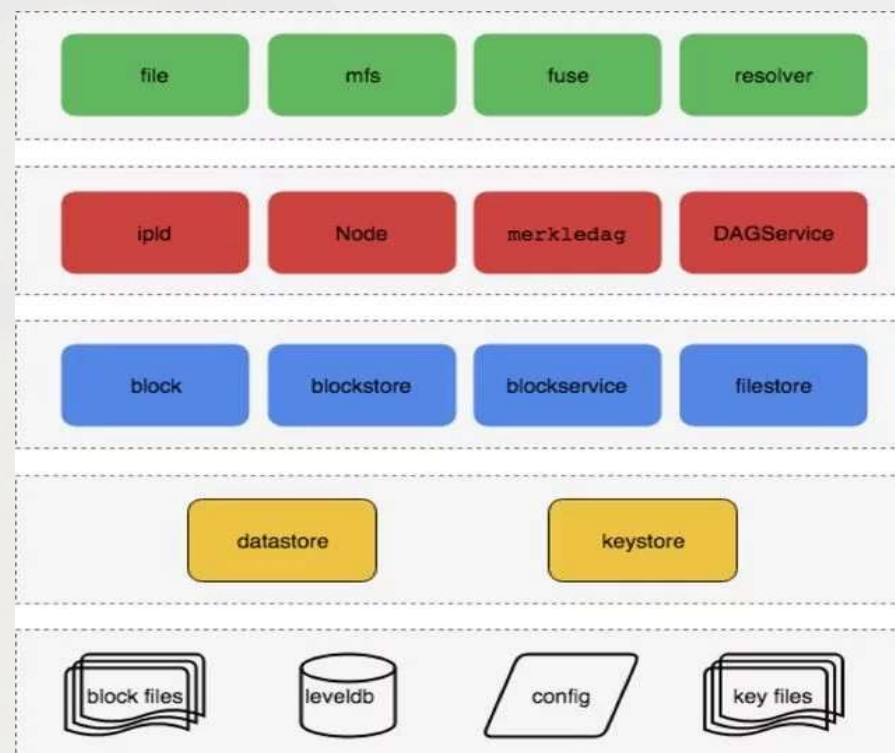 file
mfs
fuse
resolver
ipld
Node
merkledag
DAGService
block
blockstore
blockservice
filestore
datastore
keystore
block files
leveldb
config
key files